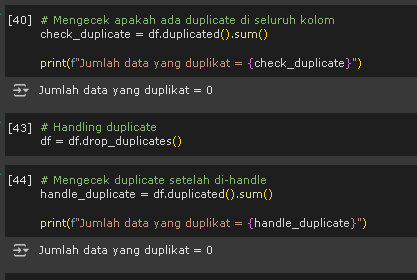 [40] # Mengecek apakah ada duplicate di seluruh kolom
check_duplicate = df.duplicated().sum()
print(f"Jumlah data yang duplikat = {check_duplicate}")
Jumlah data yang duplikat = 0
[43] # Handling duplicate
df = df.drop_duplicates()
[44] # Mengecek duplicate setelah di-handle
handle_duplicate = df.duplicated().sum()
print(f"Jumlah data yang duplikat = {handle_duplicate}")
Jumlah data yang duplikat = 0